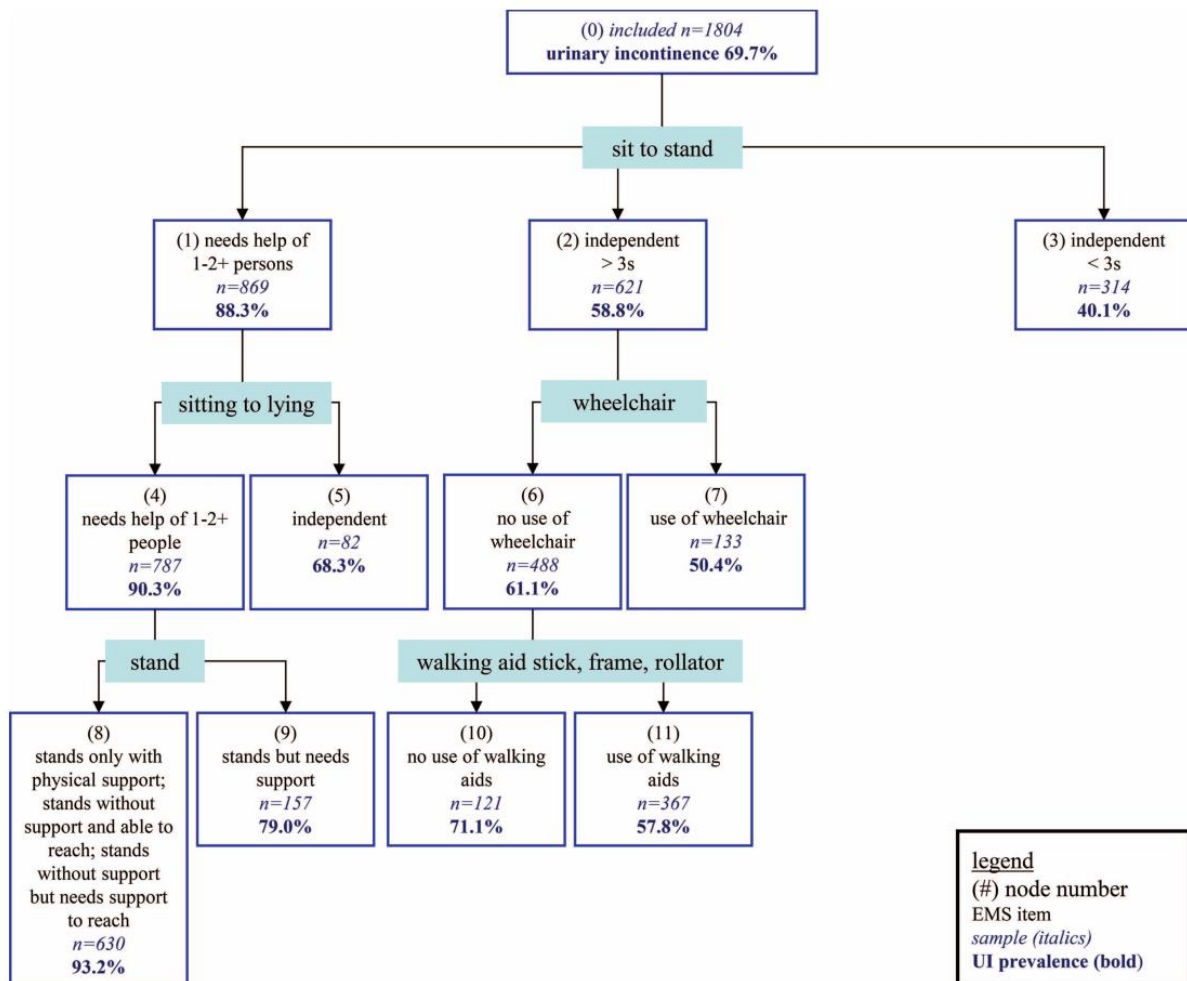 (0) included n=1804
urinary incontinence 69.7%
sit to stand
(1) needs help of
1-2+ persons
n=869
88.3%
(2) independent
> 3s
n=621
58.8%
(3) independent
< 3s
n=314
40.1%
sitting to lying
wheelchair
(4)
needs help of 1-2+
people
n=787
90.3%
(5)
independent
n=82
68.3%
(6)
no use of
wheelchair
n=488
61.1%
(7)
use of wheelchair
n=133
50.4%
stand
walking aid stick, frame, rollator
(8)
stands only with
physical support;
stands without
support and able to
reach; stands
without support
but needs support
to reach
n=630
93.2%
(9)
stands but needs
support
n=157
79.0%
(10)
no use of walking
aids
n=121
71.1%
(11)
use of walking
aids
n=367
57.8%
legend
(#) node number
EMS item
sample (italics)
UI prevalence (bold)